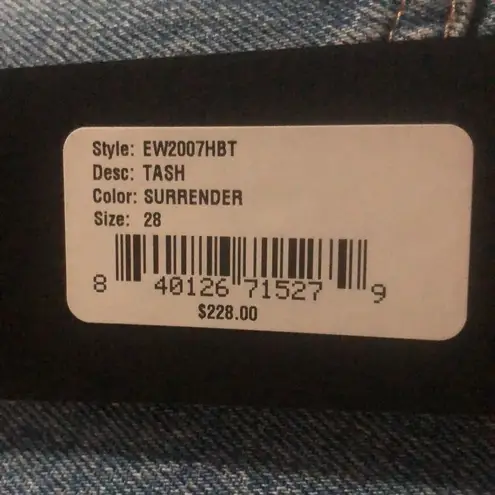 Style: EW2007HBT
Desc: TASH
Color: SURRENDER
Size: 28
8 40126 71527 9
$228.00